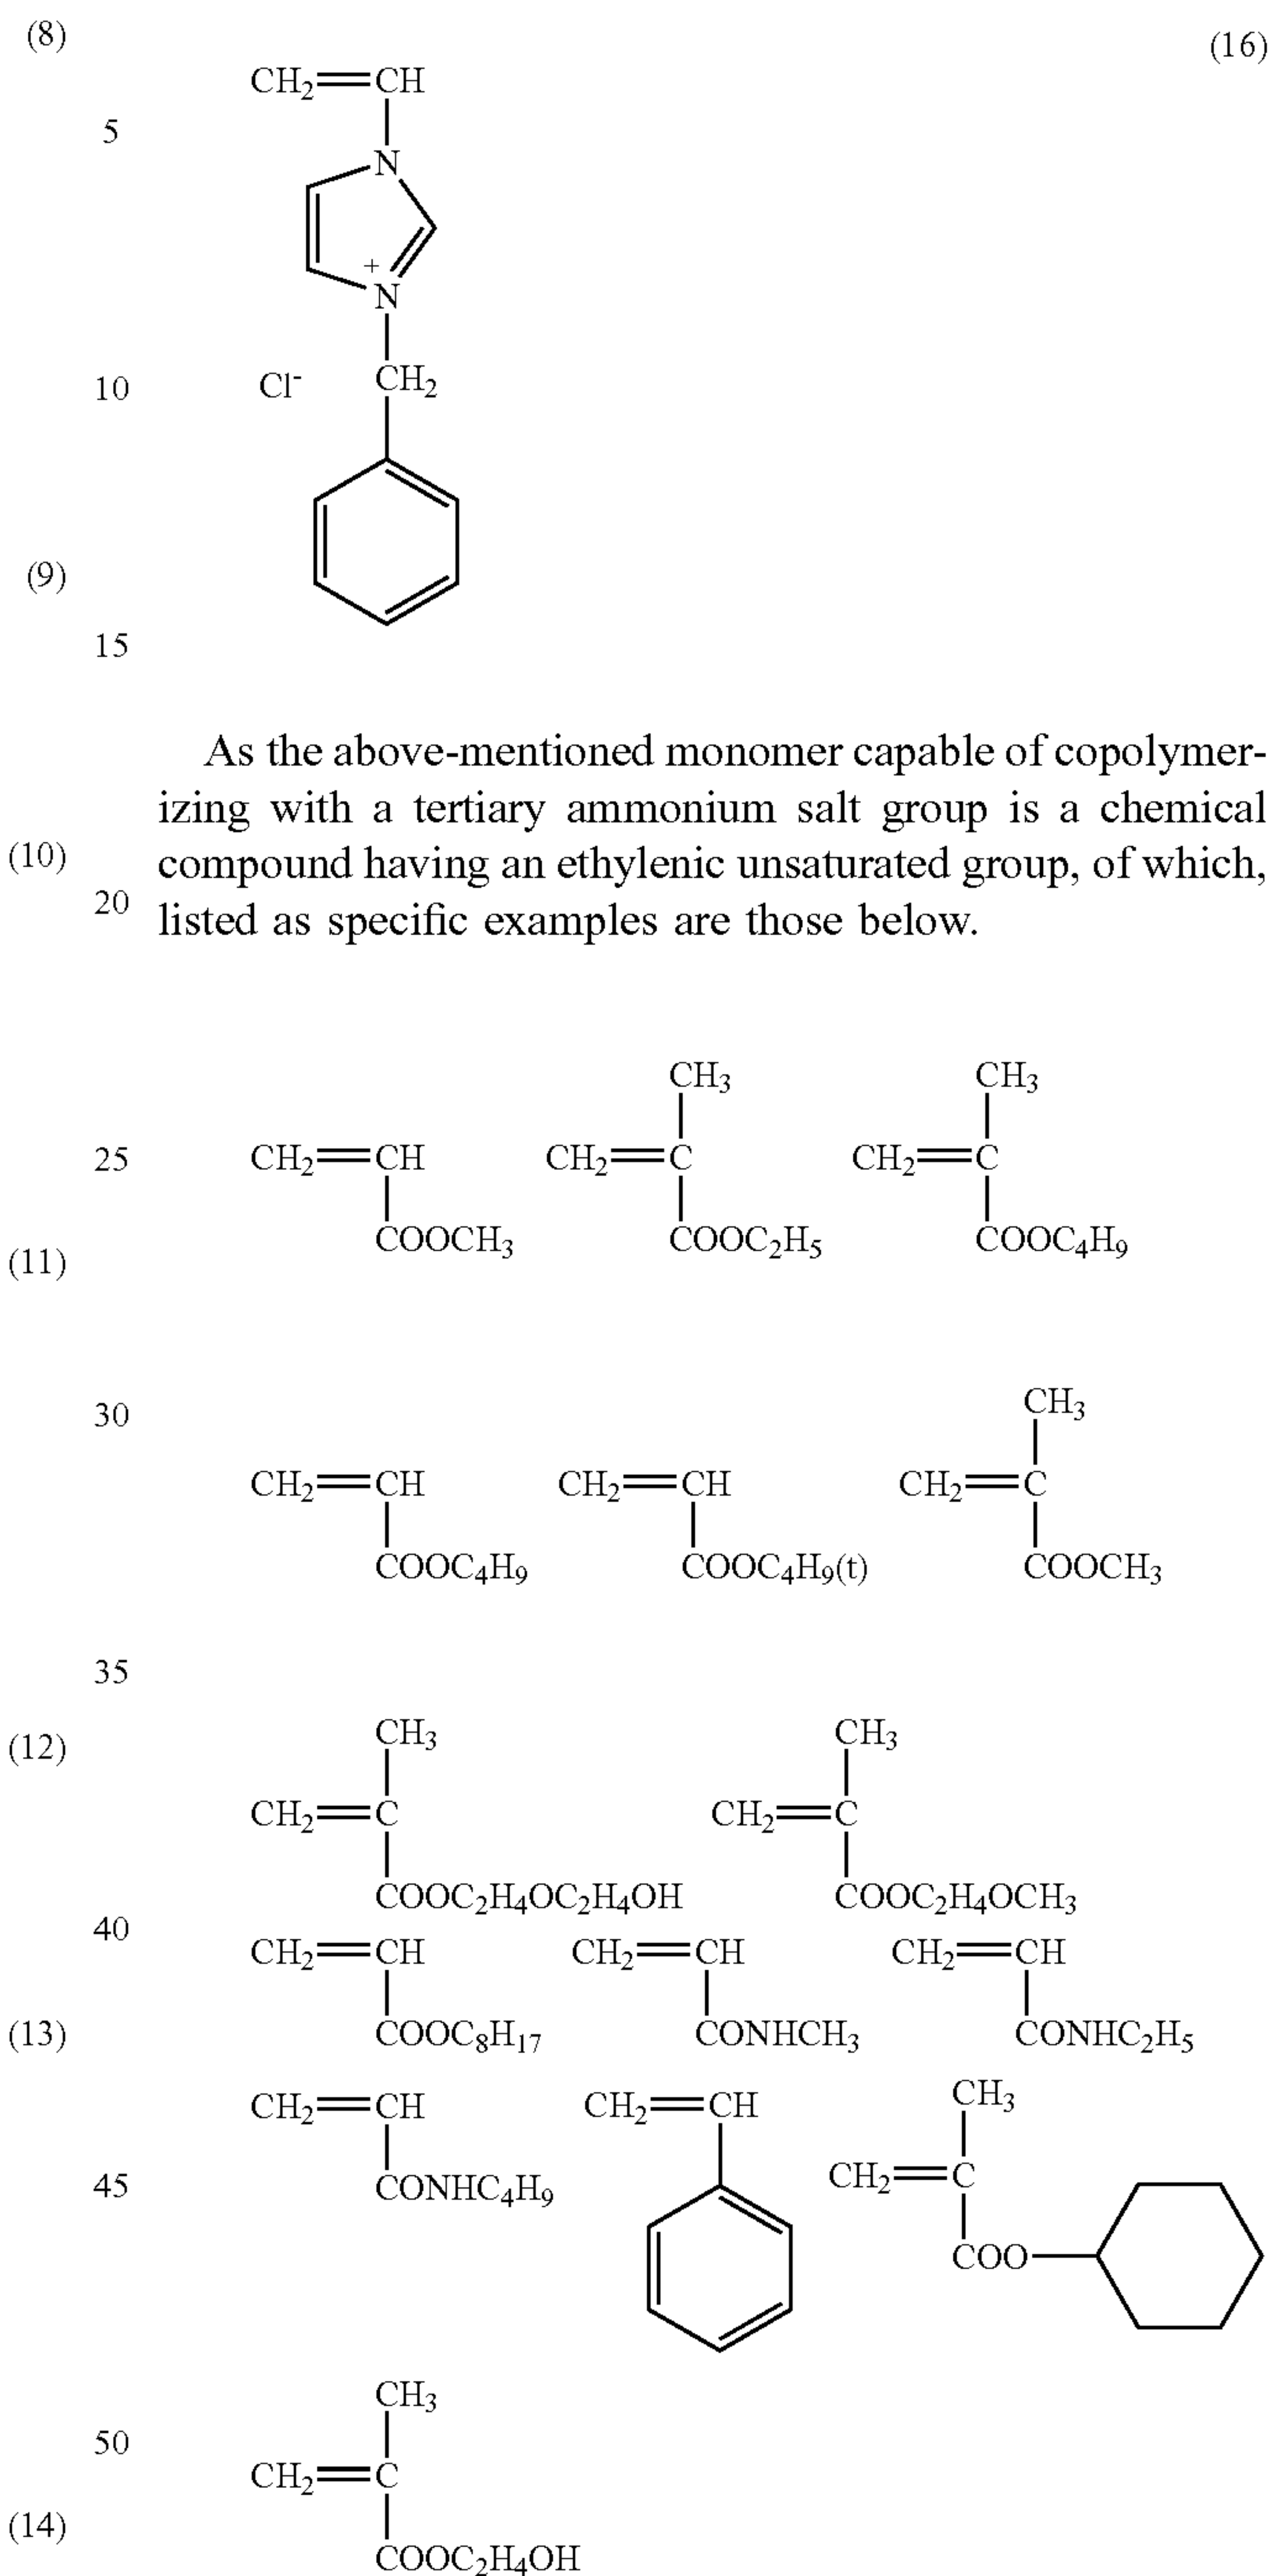 (8)
(16)
CH₂=CH
5
N
+
N
10
Cl⁻
CH₂
(9)
15
As the above-mentioned monomer capable of copolymer-
izing with a tertiary ammonium salt group is a chemical
(10)
compound having an ethylenic unsaturated group, of which,
20
listed as specific examples are those below.
CH₃ CH₃
25
CH₂=CH CH₂=C CH₂=C
COOCH₃ COOC₂H₅ COOC₄H₉
(11)
30
CH₃
CH₂=CH CH₂=CH CH₂=C
COOC₄H₉ COOC₄H₉(t) COOCH₃
35
(12)
CH₃ CH₃
CH₂=C CH₂=C
COOC₂H₄OC₂H₄OH COOC₂H₄OCH₃
40
CH₂=CH CH₂=CH CH₂=CH
(13)
COOC₈H₁₇ CONHCH₃ CONHC₂H₅
CH₃
CH₂=CH CH₂=CH
CH₂=C
45
CONHC₄H₉
COO
CH₃
50
CH₂=C
(14)
COOC₂H₄OH